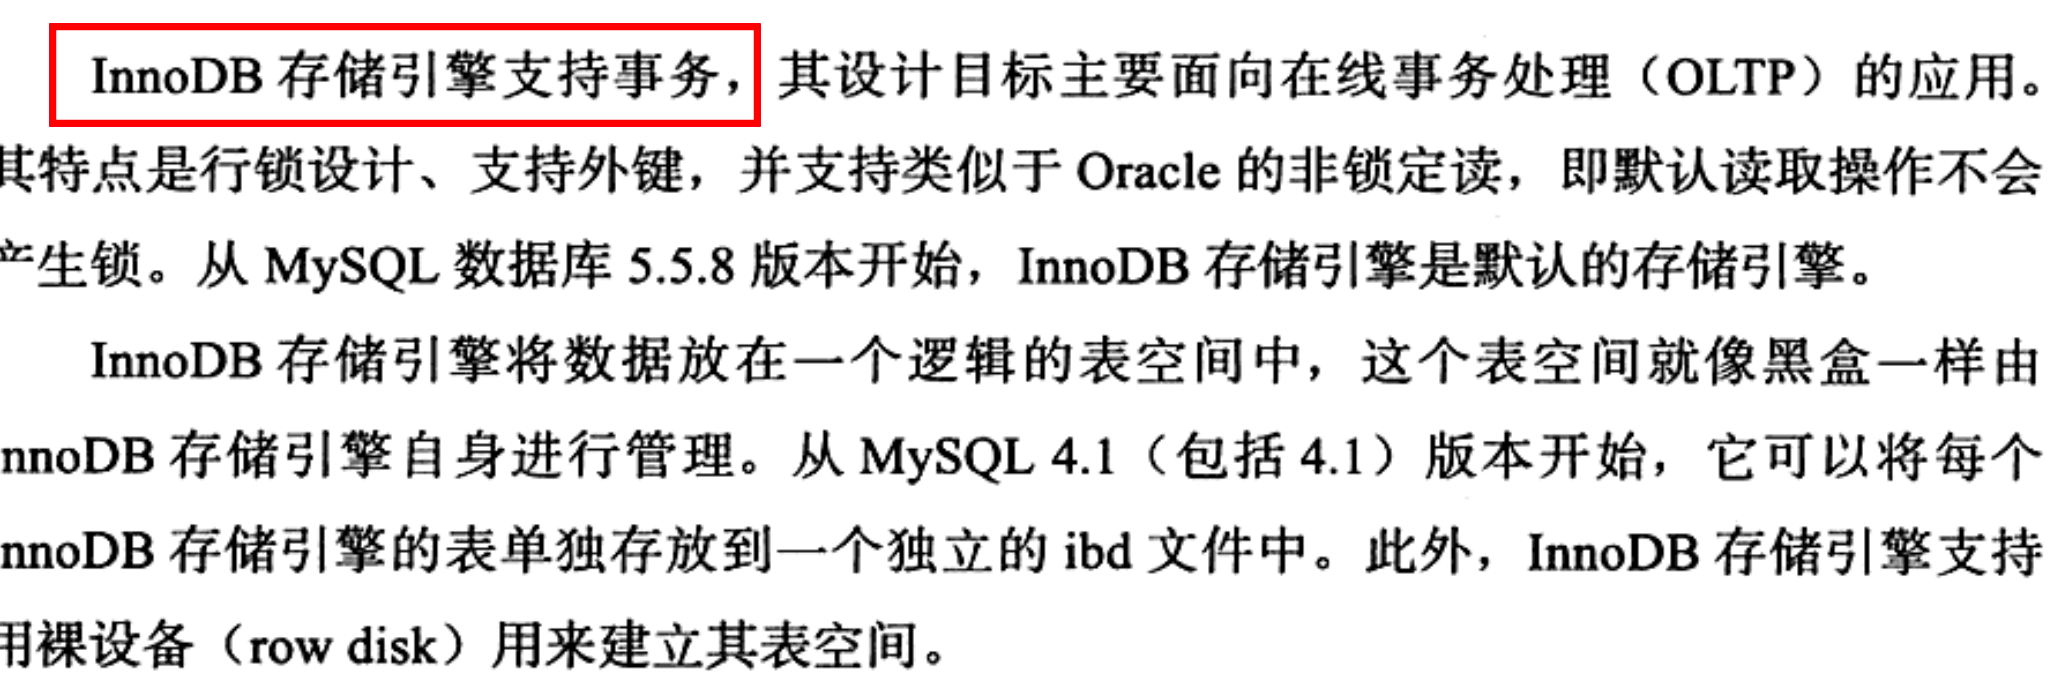 InnoDB 存储引擎支持事务，其设计目标主要面向在线事务处理（OLTP）的应用。
其特点是行锁设计、支持外键，并支持类似于 Oracle 的非锁定读，即默认读取操作不会
产生锁。从 MySQL 数据库 5.5.8 版本开始，InnoDB 存储引擎是默认的存储引擎。
InnoDB 存储引擎将数据放在一个逻辑的表空间中，这个表空间就像黑盒一样由
nnoDB 存储引擎自身进行管理。从 MySQL 4.1（包括 4.1）版本开始，它可以将每个
nnoDB 存储引擎的表单独存放到一个独立的 ibd 文件中。此外，InnoDB 存储引擎支持
用裸设备（row disk）用来建立其表空间。